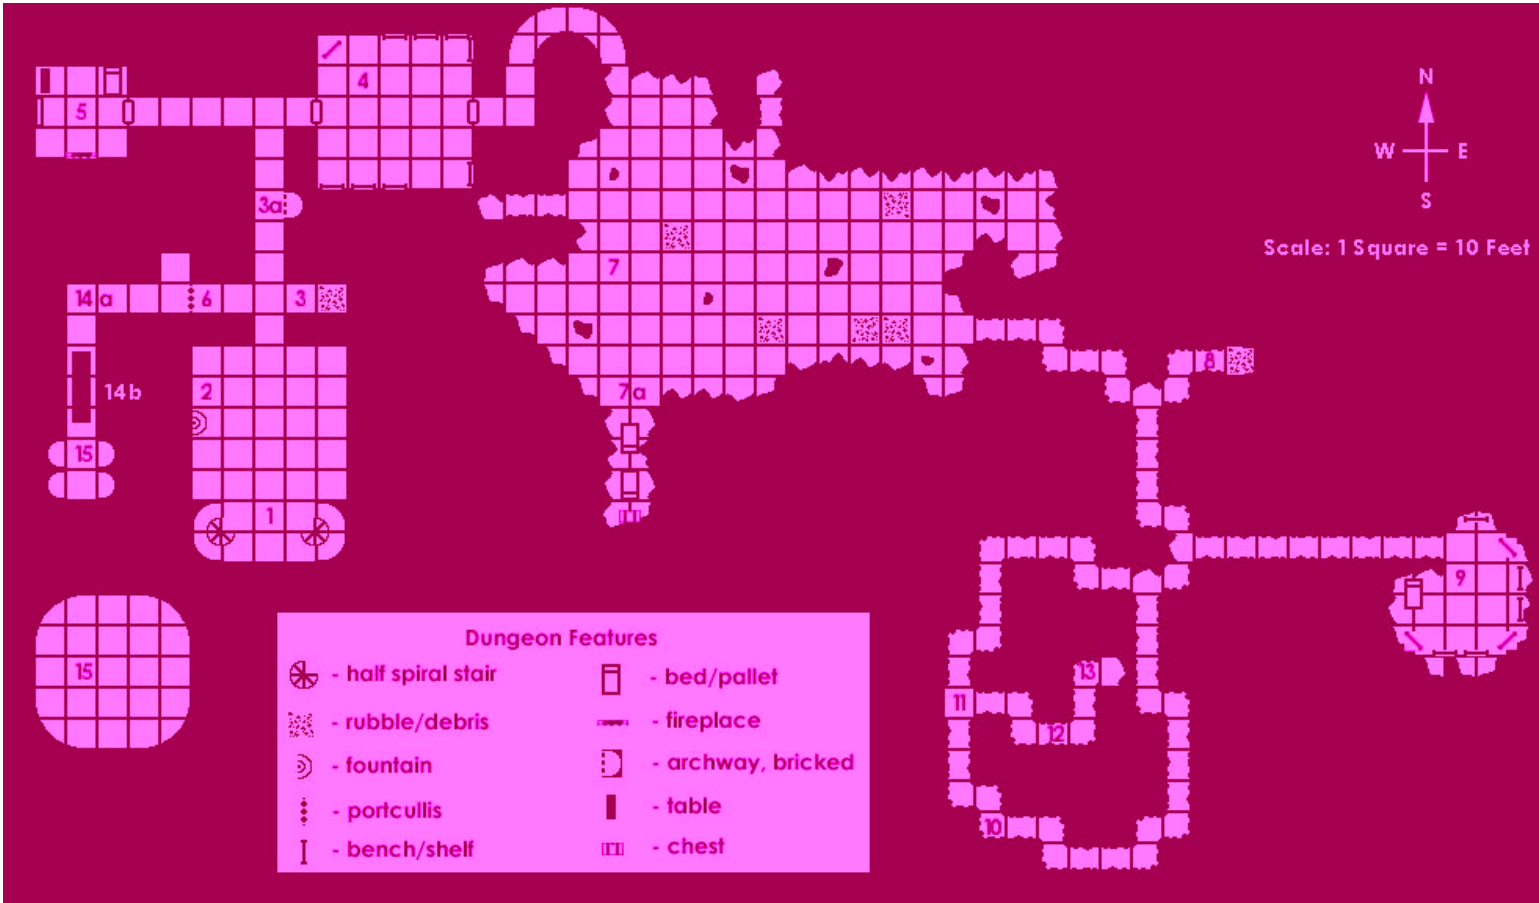 N
4
5
W E
3a
S
Scale: 1 Square = 10 Feet
7
14a
6
3
8
2
14b
7a
15
1
9
Dungeon Features
- half spiral stair
- bed/pallet
15
13
11
- rubble/debris
- fireplace
12
- fountain
- archway, bricked
- portcullis
- table
10
- bench/shelf
- chest